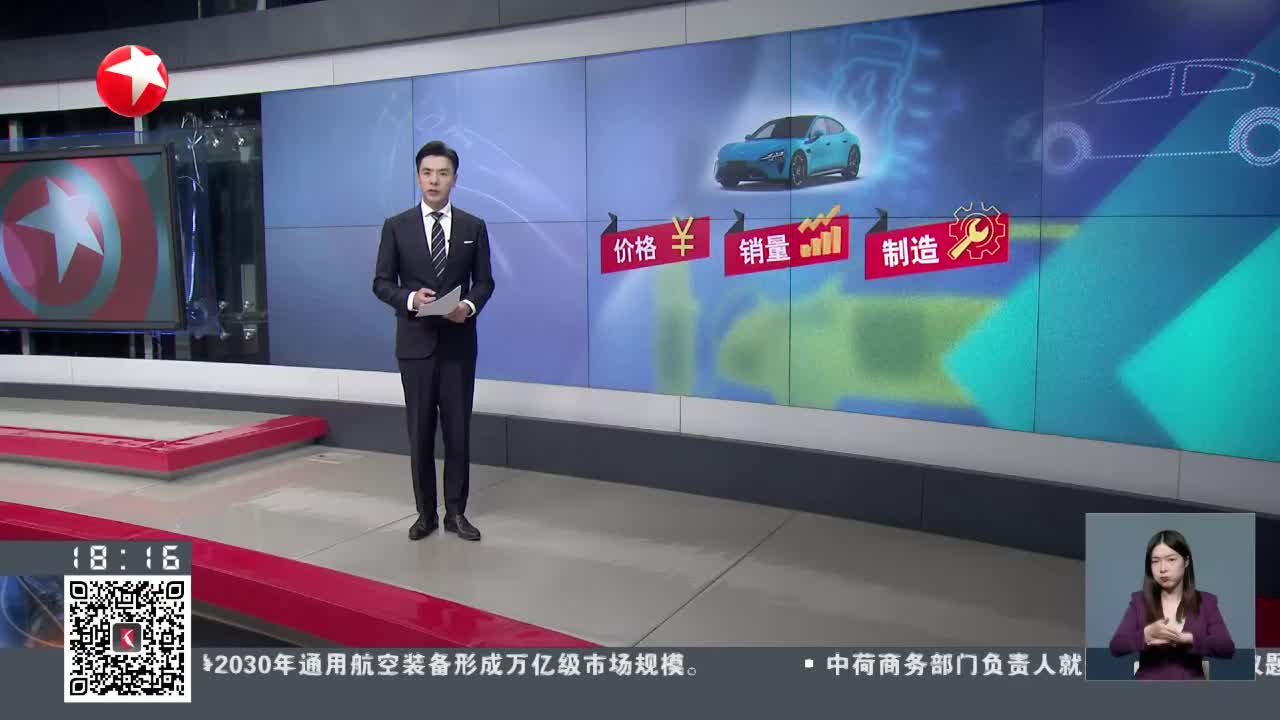 价格 ¥
销量
制造
18:16
2030年通用航空装备形成万亿级市场规模。
▪ 中荷商务部门负责人就
题